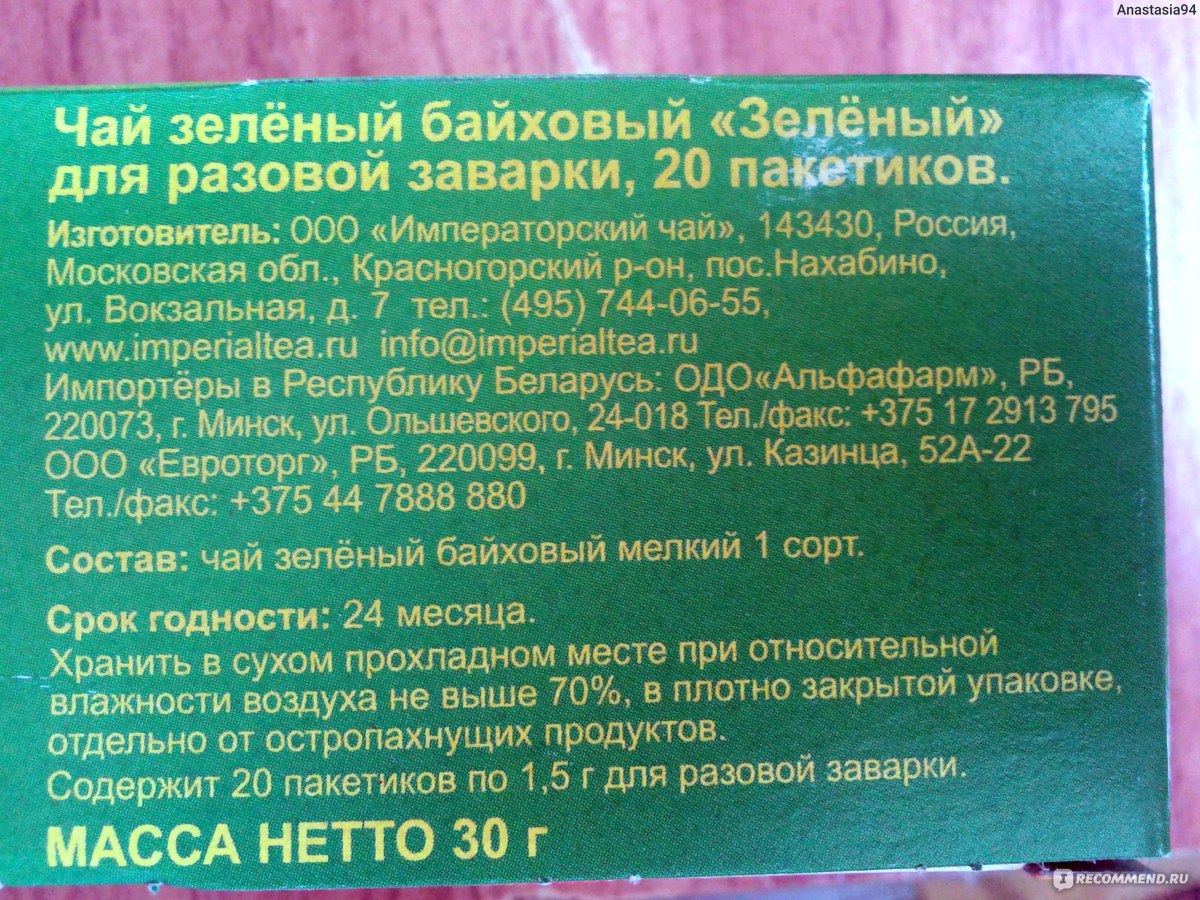 Anastasia94
Чай зелёный байховый «Зелёный»
для разовой заварки, 20 пакетиков.
Изготовитель: ООО «Императорский чай», 143430, Россия,
Московская обл., Красногорский р-он, пос.Нахабино,
ул. Вокзальная, д. 7 тел.: (495) 744-06-55,
www.imperialtea.ru info@imperialtea.ru
Импортёры в Республику Беларусь: ОДО«Альфафарм», РБ,
220073, г. Минск, ул. Ольшевского, 24-018 Тел./факс: +375 17 2913 795
ООО «Евроторг», РБ, 220099, г. Минск, ул. Казинца, 52А-22
Тел./факс: +375 44 7888 880
Состав: чай зелёный байховый мелкий 1 сорт.
Срок годности: 24 месяца.
Хранить в сухом прохладном месте при относительной
влажности воздуха не выше 70%, в плотно закрытой упаковке,
отдельно от остропахнущих продуктов.
Содержит 20 пакетиков по 1,5 г для разовой заварки.
МАССА НЕТТО 30 г
IRECOMMEND.RU